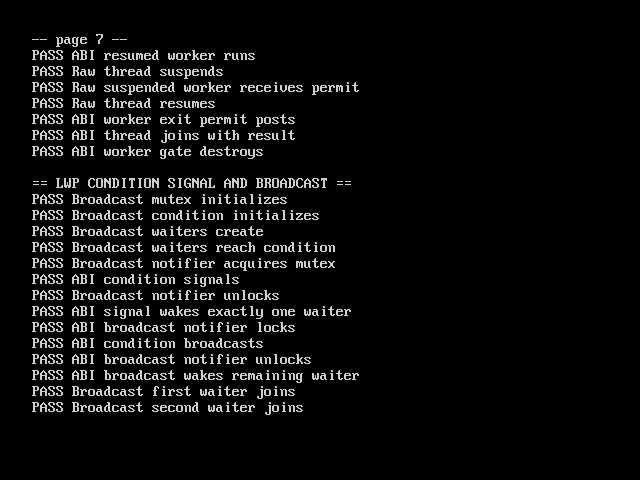 -- page 7 --
PASS ABI resumed worker runs
PASS Raw thread suspends
PASS Raw suspended worker receives permit
PASS Raw thread resumes
PASS ABI worker exit permit posts
PASS ABI thread joins with result
PASS ABI worker gate destroys
== LWP CONDITION SIGNAL AND BROADCAST ==
PASS Broadcast mutex initializes
PASS Broadcast condition initializes
PASS Broadcast waiters create
PASS Broadcast waiters reach condition
PASS Broadcast notifier acquires mutex
PASS ABI condition signals
PASS Broadcast notifier unlocks
PASS ABI signal wakes exactly one waiter
PASS ABI broadcast notifier locks
PASS ABI condition broadcasts
PASS ABI broadcast notifier unlocks
PASS ABI broadcast wakes remaining waiter
PASS Broadcast first waiter joins
PASS Broadcast second waiter joins